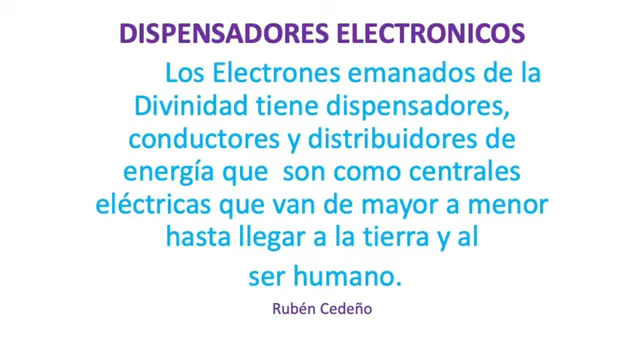 DISPENSADORES ELECTRONICOS
Los Electrones emanados de la
Divinidad tiene dispensadores,
conductores y distribuidores de
energía que son como centrales
eléctricas que van de mayor a menor
hasta llegar a la tierra y al
ser humano.
Rubén Cedeño